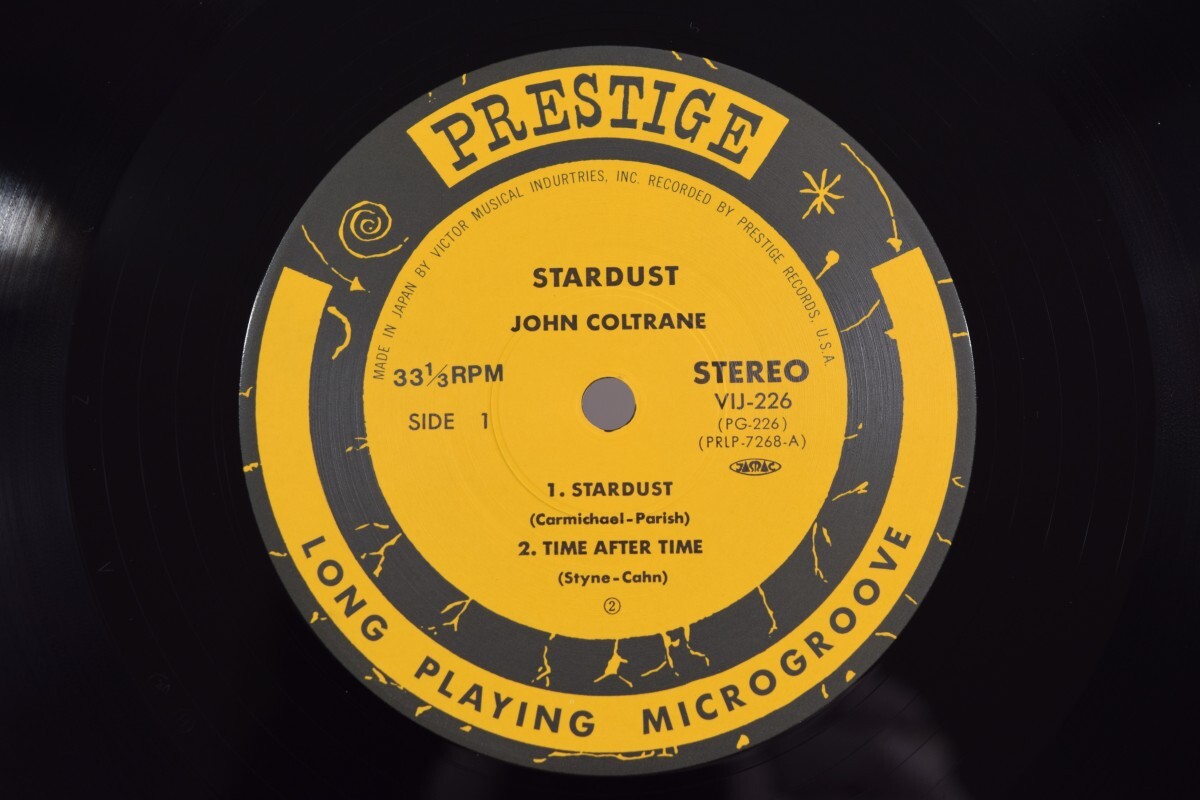 PRESTIGE
MADE IN JAPAN BY VICTOR MUSICAL INDURTRIES, INC. RECORDED BY PRESTIGE RECORDS, U.S.A.
STARDUST
JOHN COLTRANE
33⅓RPM
SIDE 1
STEREO
VIJ-226
(PG-226)
(PRLP-7268-A)
JASRAC
1. STARDUST
(Carmichael-Parish)
2. TIME AFTER TIME
(Styne-Cahn)
②
LONG PLAYING MICROGROOVE